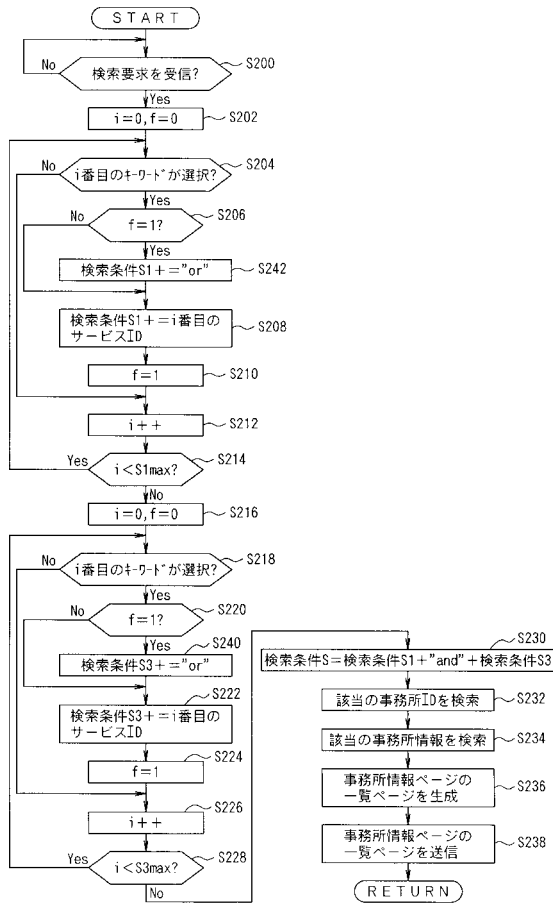 START
検索要求を受信?
S200
No
Yes
i=0,f=0
S202
i番目のｷｰﾜｰﾄﾞが選択?
S204
No
Yes
f=1?
S206
No
Yes
検索条件S1+="or"
S242
検索条件S1+=i番目の
サービスID
S208
f=1
S210
i++
S212
i<S1max?
S214
Yes
No
i=0,f=0
S216
i番目のｷｰﾜｰﾄﾞが選択?
S218
No
Yes
f=1?
S220
No
Yes
検索条件S3+="or"
S240
検索条件S3+=i番目の
サービスID
S222
f=1
S224
i++
S226
i<S3max?
S228
Yes
No
検索条件S=検索条件S1+"and"+検索条件S3
S230
該当の事務所IDを検索
S232
該当の事務所情報を検索
S234
事務所情報ページの
一覧ページを生成
S236
事務所情報ページの
一覧ページを送信
S238
RETURN